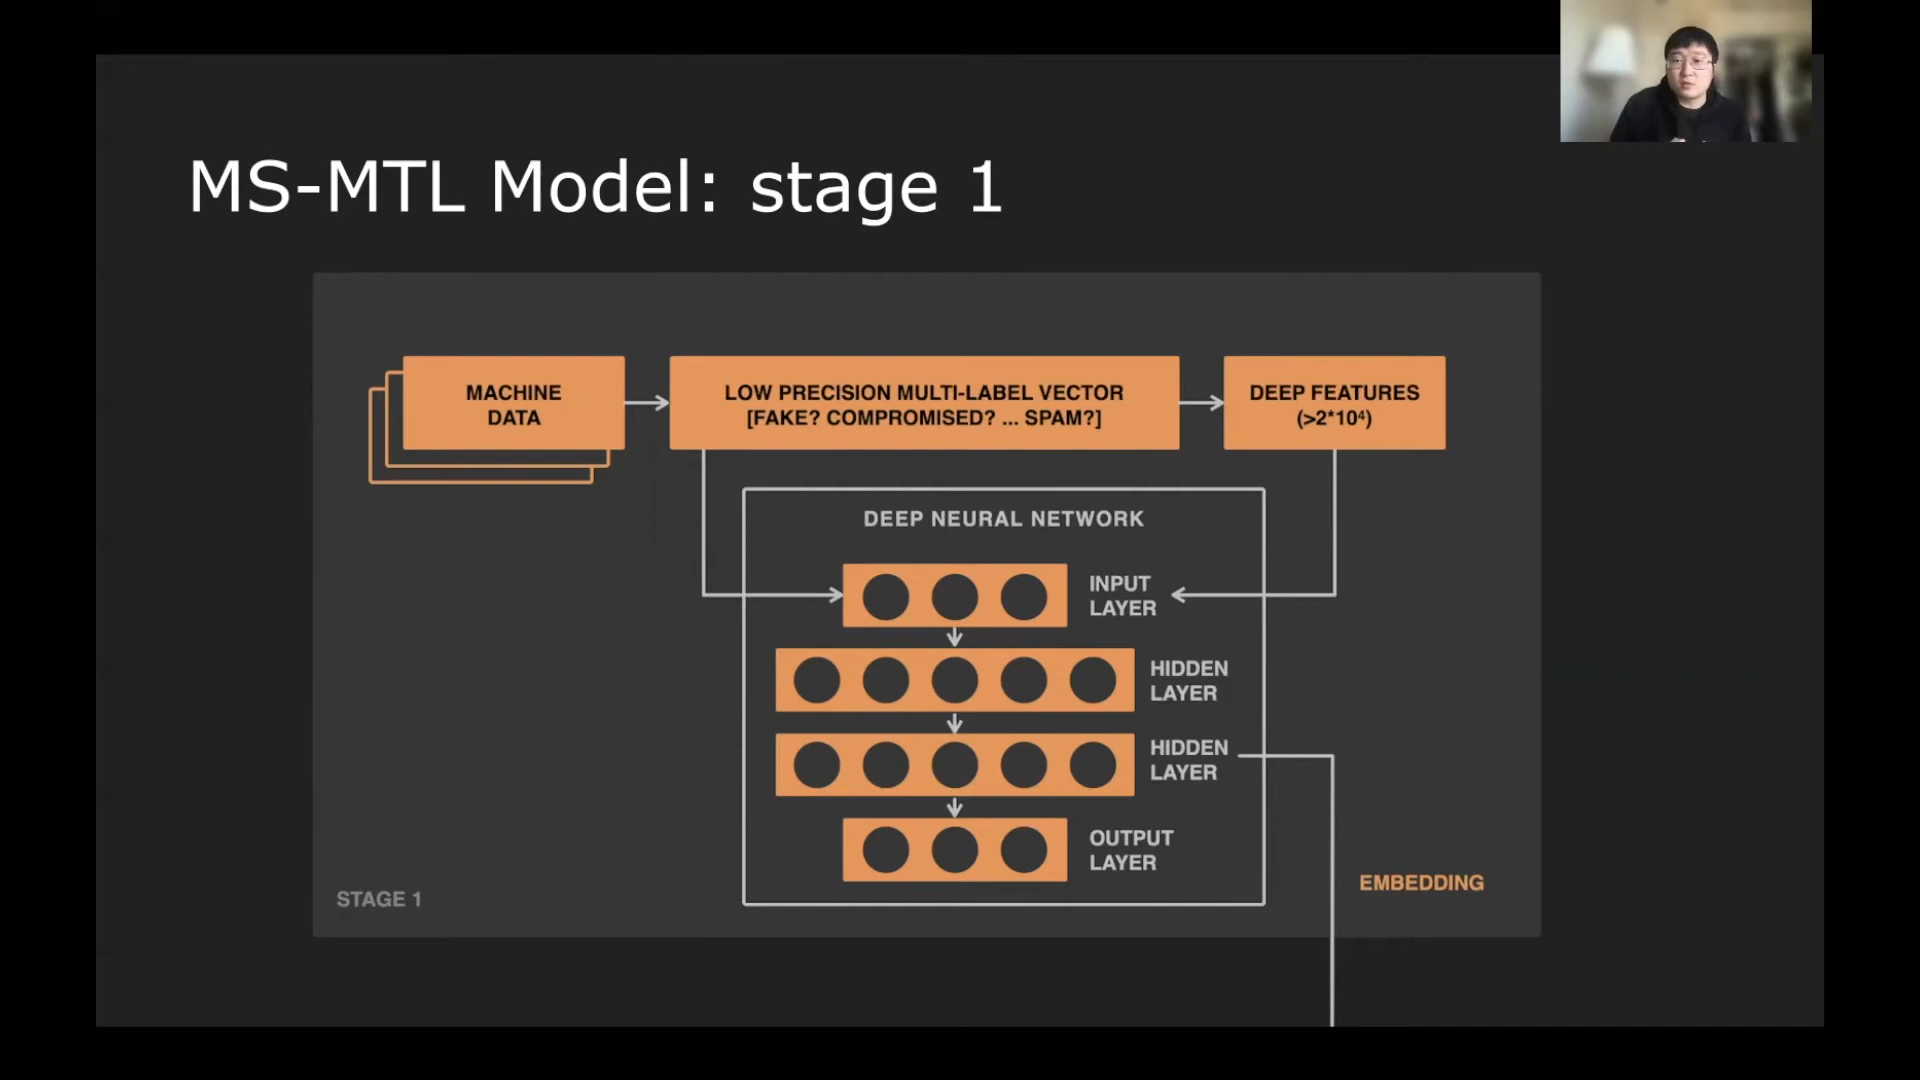 MS-MTL Model: stage 1
MACHINE
DATA
LOW PRECISION MULTI-LABEL VECTOR
[FAKE? COMPROMISED? ... SPAM?]
DEEP FEATURES
(>2*10⁴)
DEEP NEURAL NETWORK
INPUT
LAYER
HIDDEN
LAYER
HIDDEN
LAYER
OUTPUT
LAYER
EMBEDDING
STAGE 1